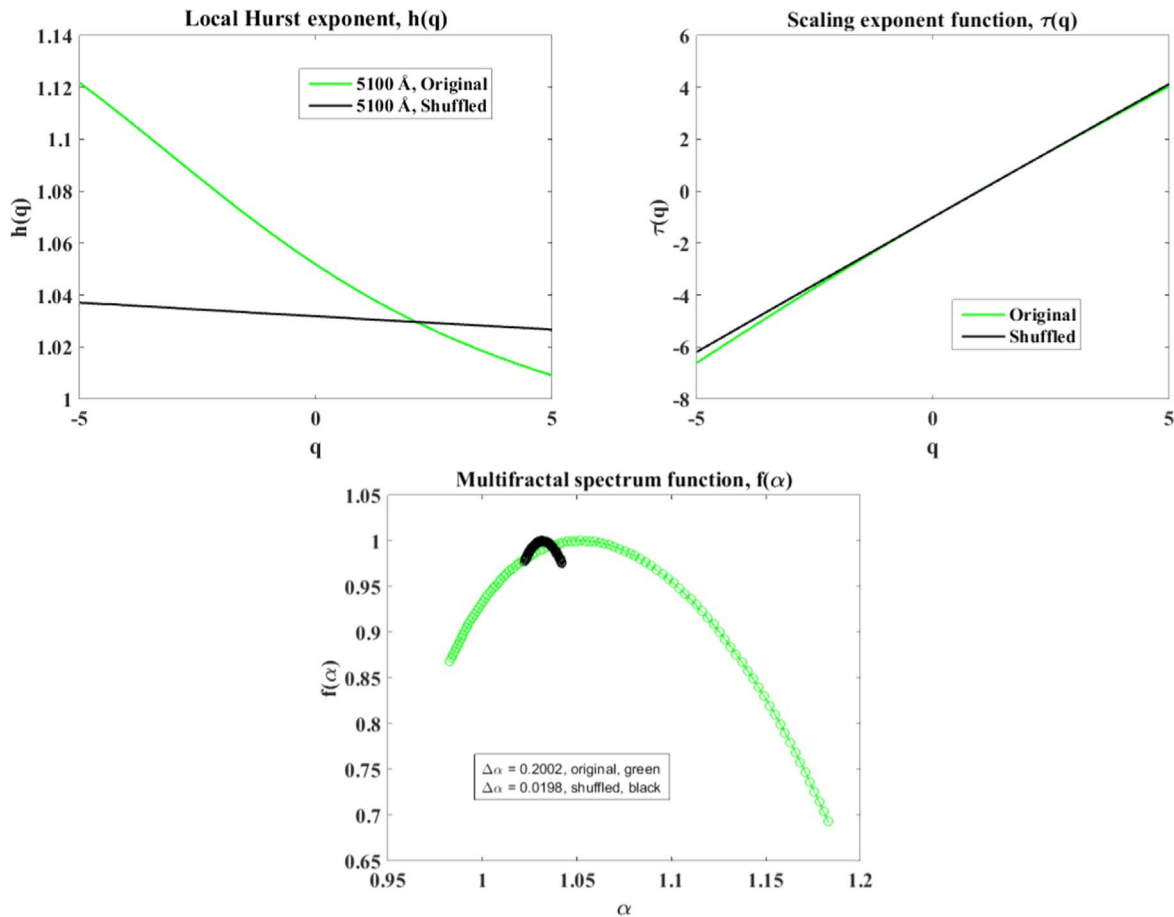 Local Hurst exponent, h(q)
1.14
1.12
1.1
1.08
1.06
1.04
1.02
1
h(q)
5100 Å, Original
5100 Å, Shuffled
-5
0
5
q
Scaling exponent function, τ(q)
6
4
2
0
-2
-4
-6
-8
τ(q)
Original
Shuffled
-5
0
5
q
Multifractal spectrum function, f(α)
1.05
1
0.95
0.9
0.85
0.8
0.75
0.7
0.65
f(α)
Δα = 0.2002, original, green
Δα = 0.0198, shuffled, black
0.95
1
1.05
1.1
1.15
1.2
α